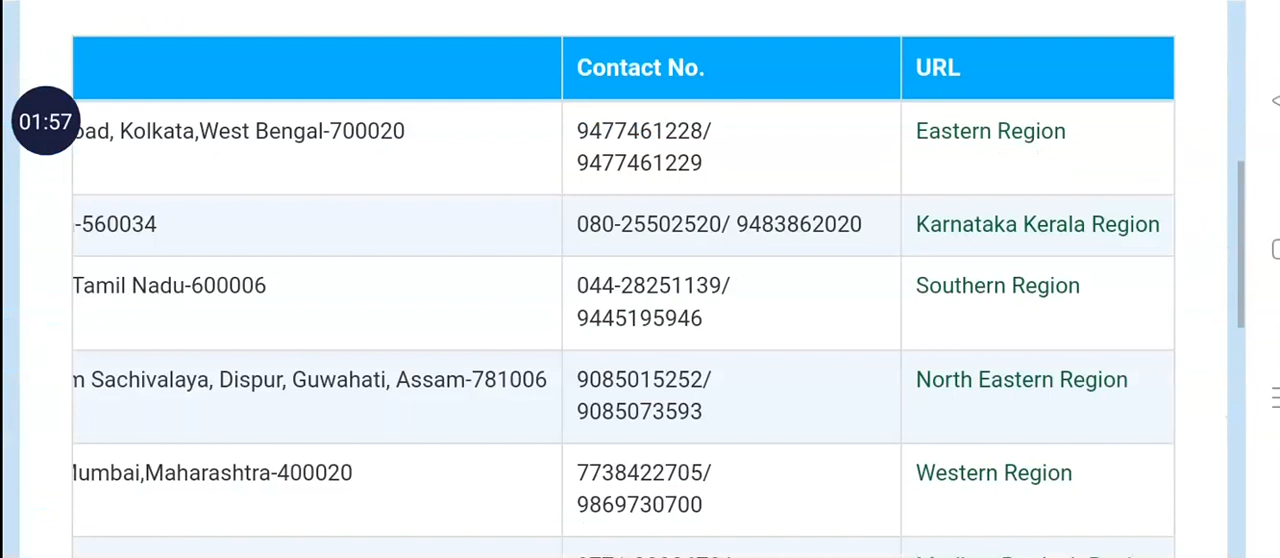 Contact No. URL
01:57
Kolkata,West Bengal-700020 9477461228/ Eastern Region
9477461229
-560034 080-25502520/ 9483862020 Karnataka Kerala Region
Tamil Nadu-600006 044-28251139/ Southern Region
9445195946
Sachivalaya, Dispur, Guwahati, Assam-781006 9085015252/ North Eastern Region
9085073593
Maharashtra-400020 7738422705/ Western Region
9869730700